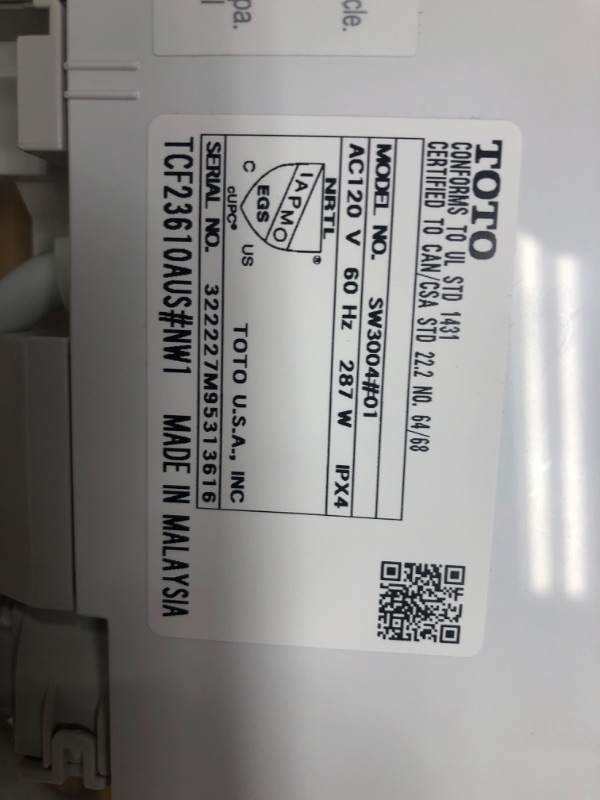 cle.
pa.
TOTO
CONFORMS TO UL STD 1431
CERTIFIED TO CAN/CSA STD 22.2 NO. 64/68
MODEL NO. SW3004#01
AC120 V 60 Hz 287 W IPX4
NRTL
IAPMO
EGS
®
C US
cUPC®
TOTO U.S.A., INC
SERIAL NO. 322227M95313616
TCF23610AUS#NW1 MADE IN MALAYSIA